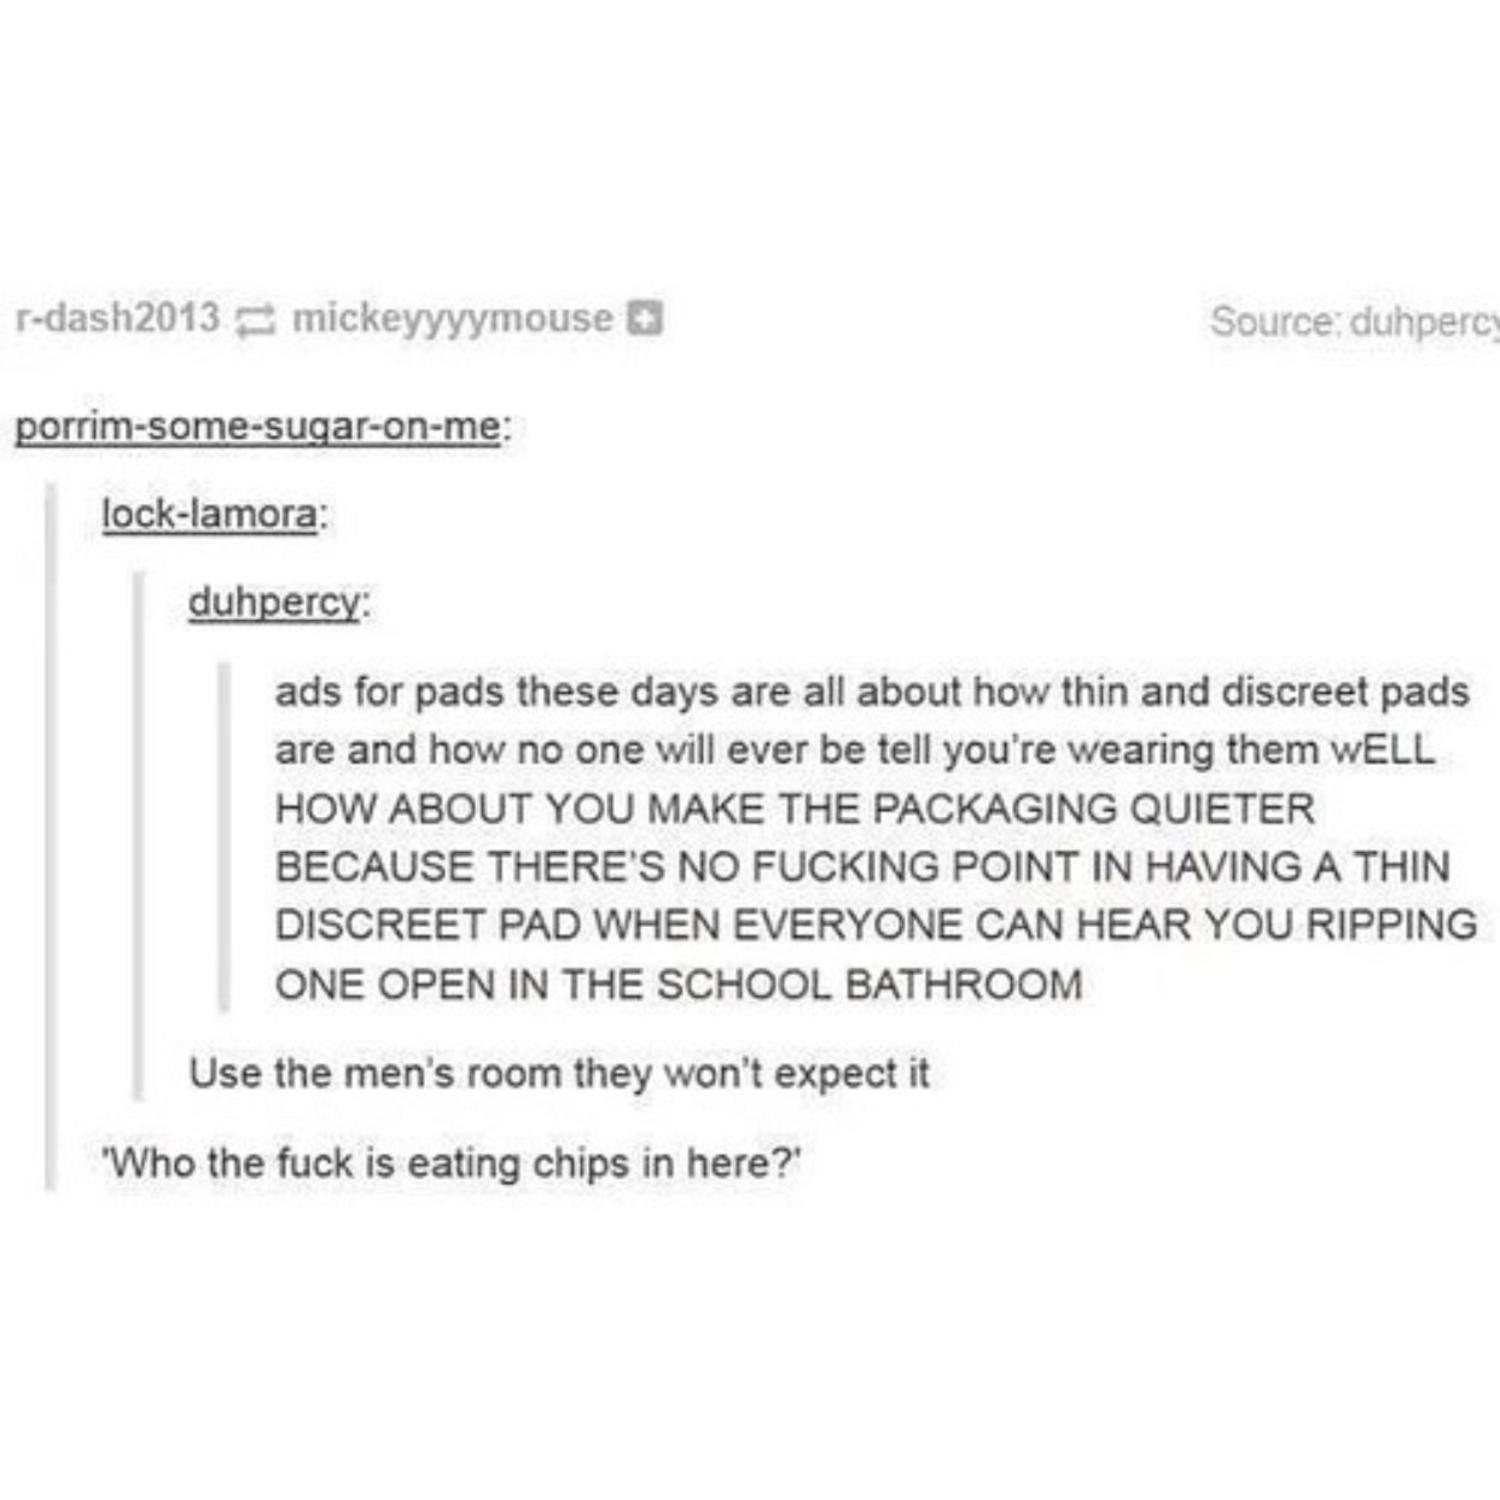 r-dash2013 mickeyyyymouse
Source: duhpercy
porrim-some-sugar-on-me:
lock-lamora:
duhpercy:
ads for pads these days are all about how thin and discreet pads
are and how no one will ever be tell you're wearing them wELL
HOW ABOUT YOU MAKE THE PACKAGING QUIETER
BECAUSE THERE'S NO FUCKING POINT IN HAVING A THIN
DISCREET PAD WHEN EVERYONE CAN HEAR YOU RIPPING
ONE OPEN IN THE SCHOOL BATHROOM
Use the men's room they won't expect it
'Who the fuck is eating chips in here?'